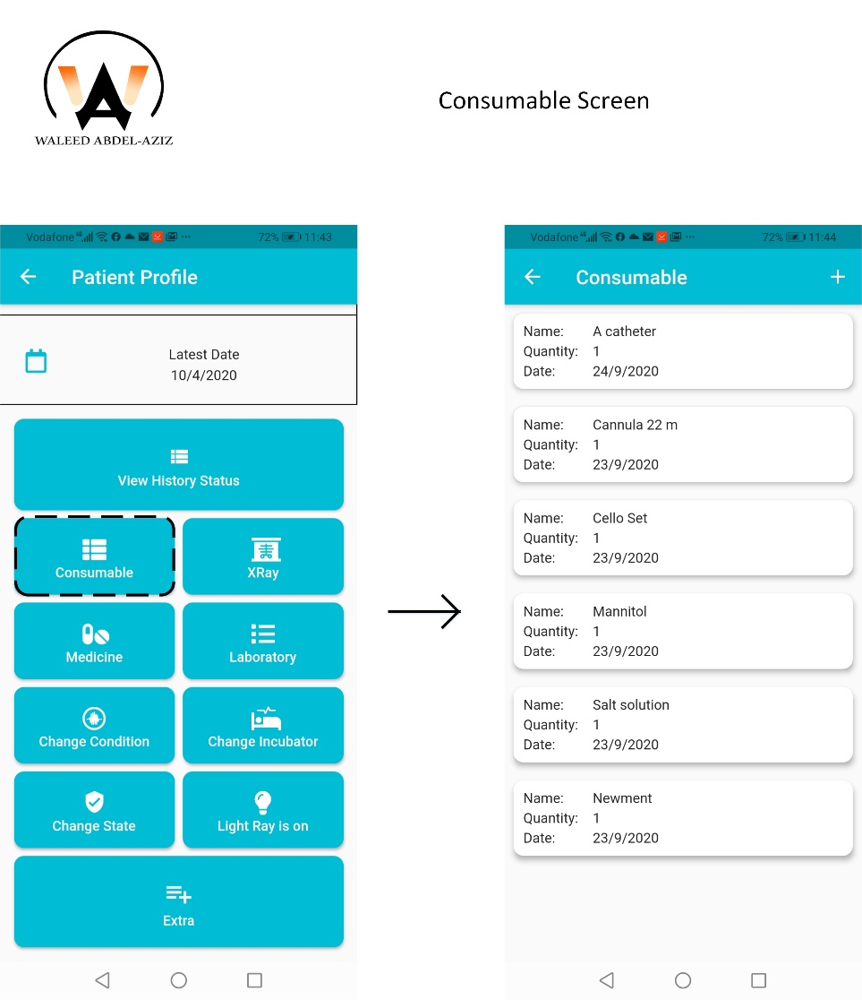 WALEED ABDEL-AZIZ
Consumable Screen
Vodafone 72% 11:43
Patient Profile
Latest Date
10/4/2020
View History Status
Consumable
XRay
Medicine
Laboratory
Change Condition
Change Incubator
Change State
Light Ray is on
Extra
Vodafone 72% 11:44
Consumable
Name: A catheter
Quantity: 1
Date: 24/9/2020
Name: Cannula 22 m
Quantity: 1
Date: 23/9/2020
Name: Cello Set
Quantity: 1
Date: 23/9/2020
Name: Mannitol
Quantity: 1
Date: 23/9/2020
Name: Salt solution
Quantity: 1
Date: 23/9/2020
Name: Newment
Quantity: 1
Date: 23/9/2020